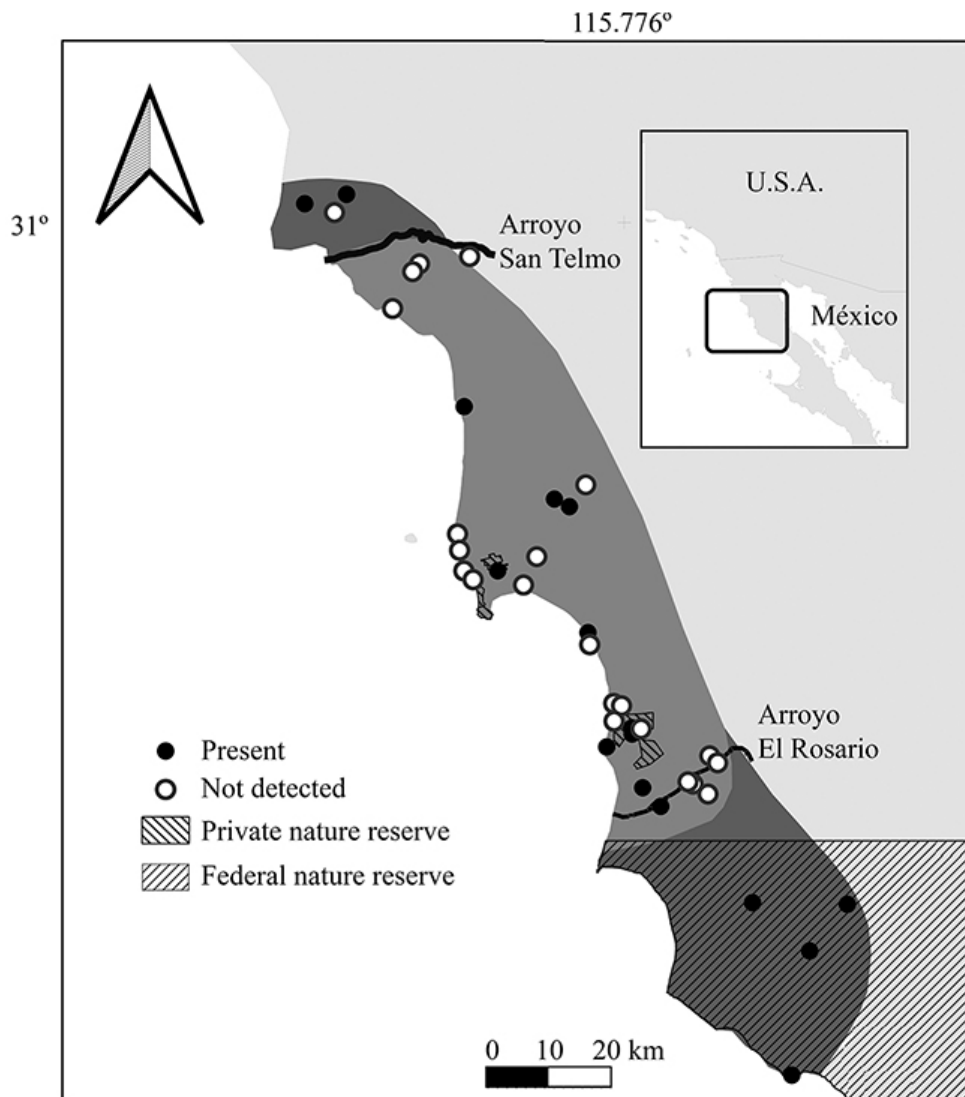 115.776º
31º
U.S.A.
Arroyo
San Telmo
México
Arroyo
El Rosario
Present
Not detected
Private nature reserve
Federal nature reserve
0 10 20 km